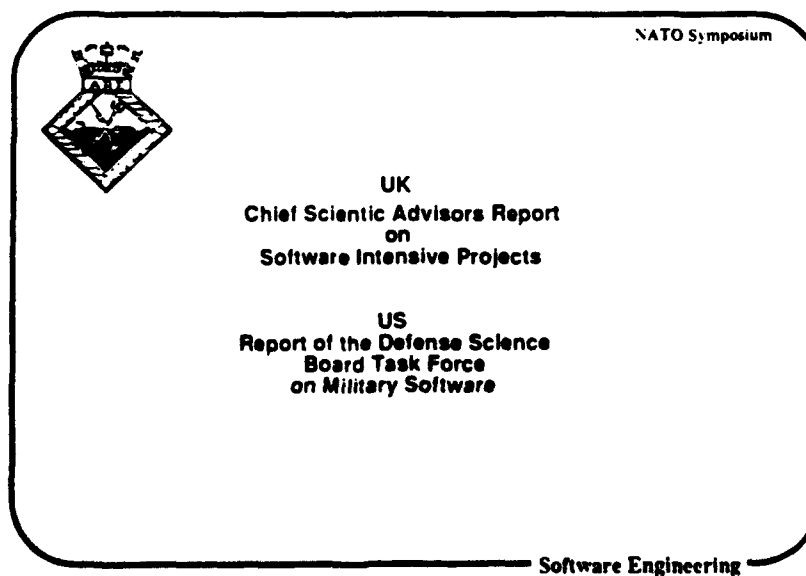 NATO Symposium
UK
Chief Scientic Advisors Report
on
Software Intensive Projects
US
Report of the Defense Science
Board Task Force
on Military Software
Software Engineering